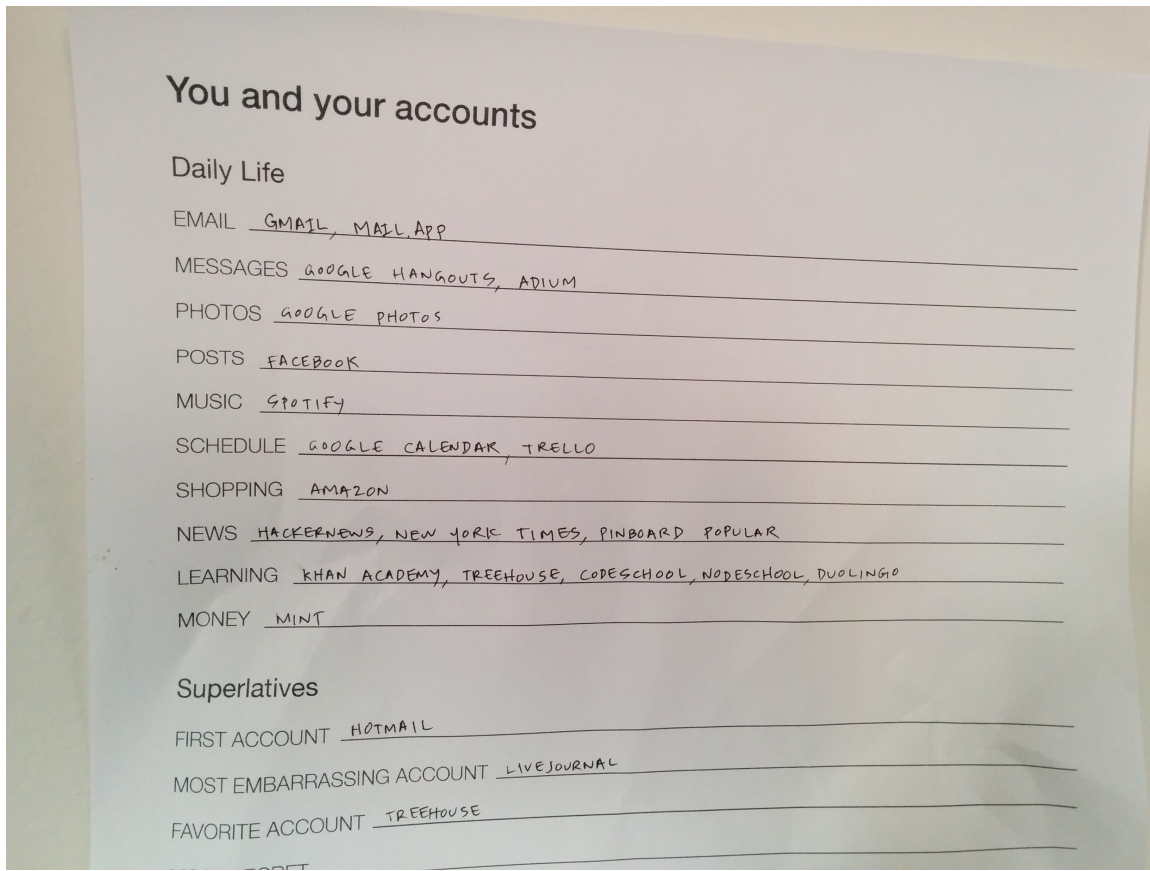 You and your accounts
Daily Life
EMAIL GMAIL, MAIL.APP
MESSAGES GOOGLE HANGOUTS, ADIUM
PHOTOS GOOGLE PHOTOS
POSTS FACEBOOK
MUSIC SPOTIFY
SCHEDULE GOOGLE CALENDAR, TRELLO
SHOPPING AMAZON
NEWS HACKERNEWS, NEW YORK TIMES, PINBOARD POPULAR
LEARNING KHAN ACADEMY, TREEHOUSE, CODESCHOOL, NODESCHOOL, DUOLINGO
MONEY MINT
Superlatives
FIRST ACCOUNT HOTMAIL
MOST EMBARRASSING ACCOUNT LIVEJOURNAL
FAVORITE ACCOUNT TREEHOUSE